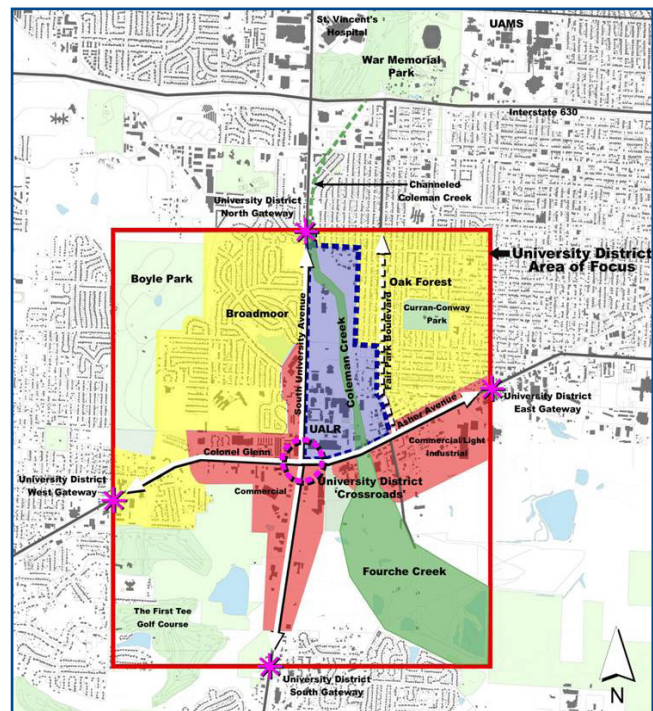 St. Vincent's
Hospital
UAMS
War Memorial
Park
Interstate 630
Channeled
Coleman Creek
University District
North Gateway
University District
Area of Focus
Boyle Park
Oak Forest
Broadmoor
Curran-Conway
Park
South University Avenue
Coleman Creek
Fair Park Boulevard
University District
East Gateway
Asher Avenue
UALR
Commercial/Light
Industrial
Colonel Glenn
University District
West Gateway
Commercial
University District
'Crossroads'
Fourche Creek
The First Tee
Golf Course
University District
South Gateway
N